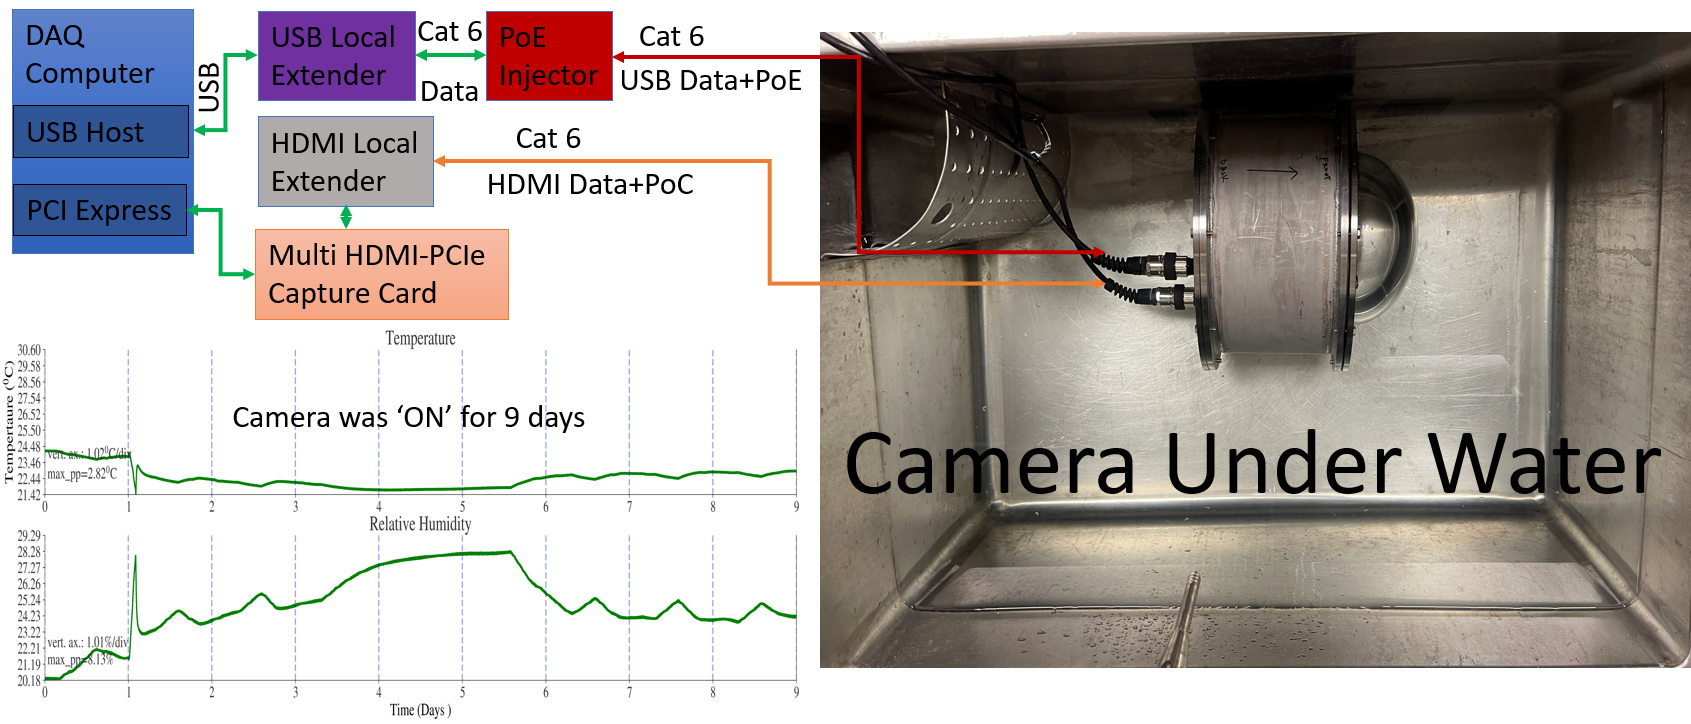 DAQ
Computer
USB Host
PCI Express
USB
USB Local
Extender
Cat 6
Data
PoE
Injector
Cat 6
USB Data+PoE
HDMI Local
Extender
Cat 6
HDMI Data+PoC
Multi HDMI-PCIe
Capture Card
Temperature
Tempertaure (⁰C)
30.60
29.58
28.56
27.54
26.52
25.50
24.48
23.46
22.44
21.42
Camera was ‘ON’ for 9 days
vert. ax.: 1.02⁰C/div
max_pp=2.82⁰C
0 1 2 3 4 5 6 7 8 9
Relative Humidity
29.29
28.28
27.27
26.26
25.24
24.23
23.22
22.21
21.19
20.18
vert. ax.: 1.01%/div
max_pp=8.13%
0 1 2 3 4 5 6 7 8 9
Time (Days )
Camera Under Water